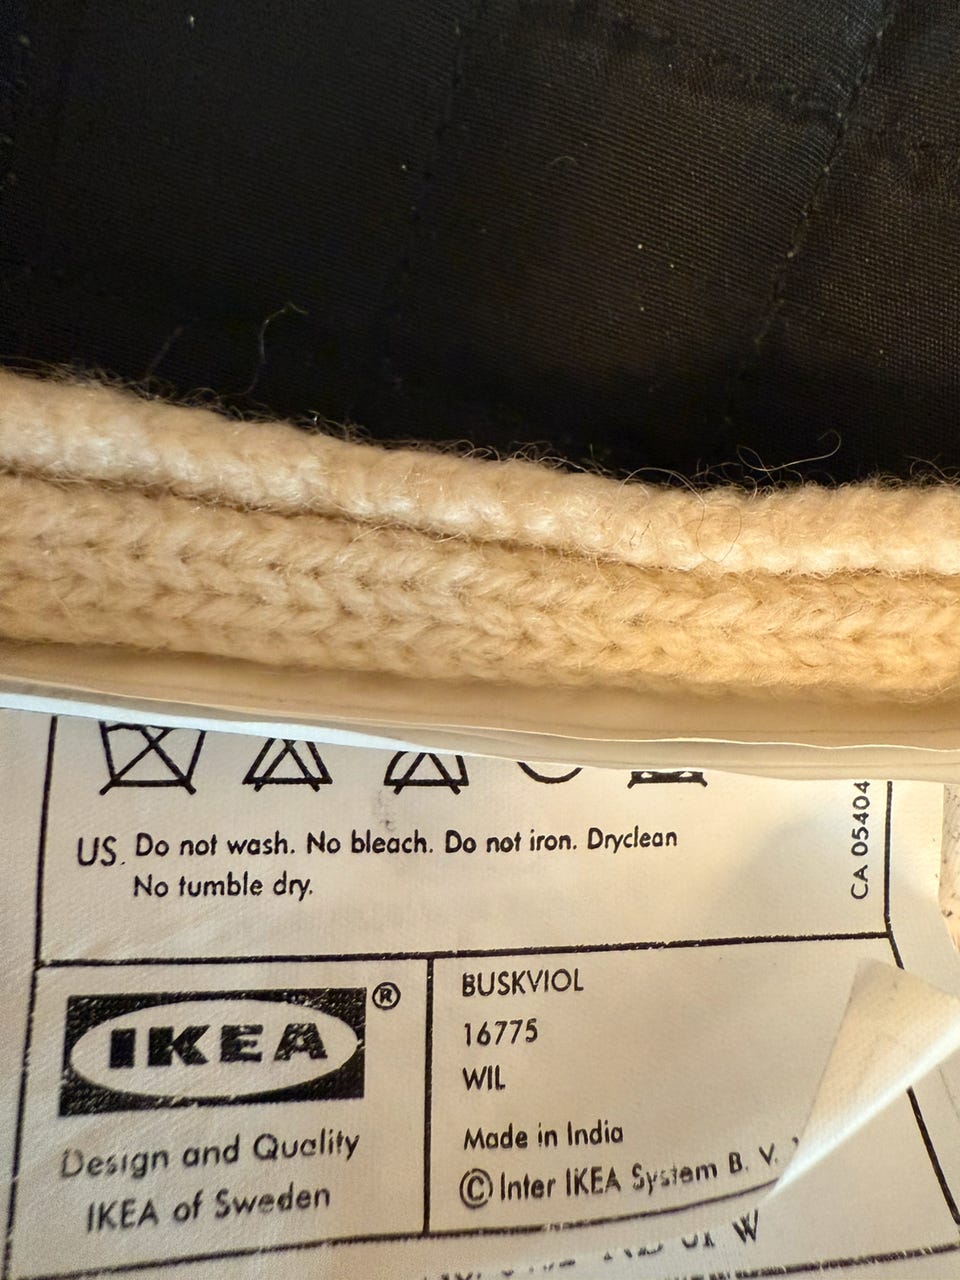 US. Do not wash. No bleach. Do not iron. Dryclean
No tumble dry.
CA 05404
IKEA®
Design and Quality
IKEA of Sweden
BUSKVIOL
16775
WIL
Made in India
© Inter IKEA System B. V.
W